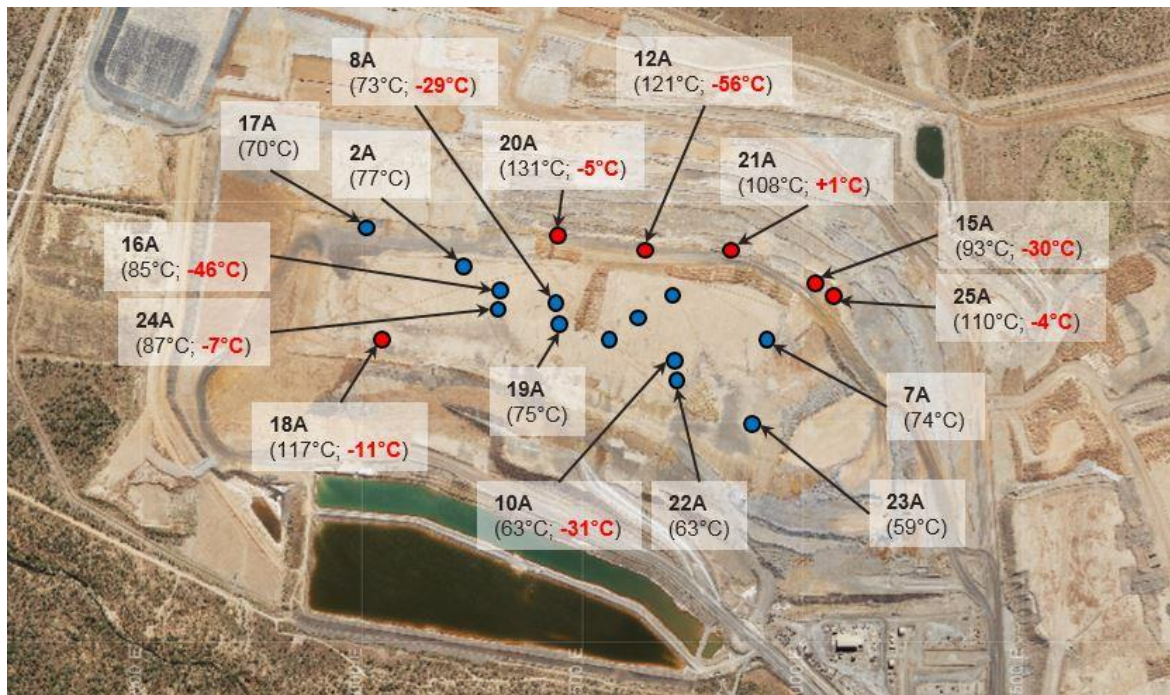 8A
(73°C; -29°C)
12A
(121°C; -56°C)
17A
(70°C)
2A
(77°C)
20A
(131°C; -5°C)
21A
(108°C; +1°C)
15A
(93°C; -30°C)
16A
(85°C; -46°C)
24A
(87°C; -7°C)
25A
(110°C; -4°C)
18A
(117°C; -11°C)
19A
(75°C)
7A
(74°C)
10A
(63°C; -31°C)
22A
(63°C)
23A
(59°C)